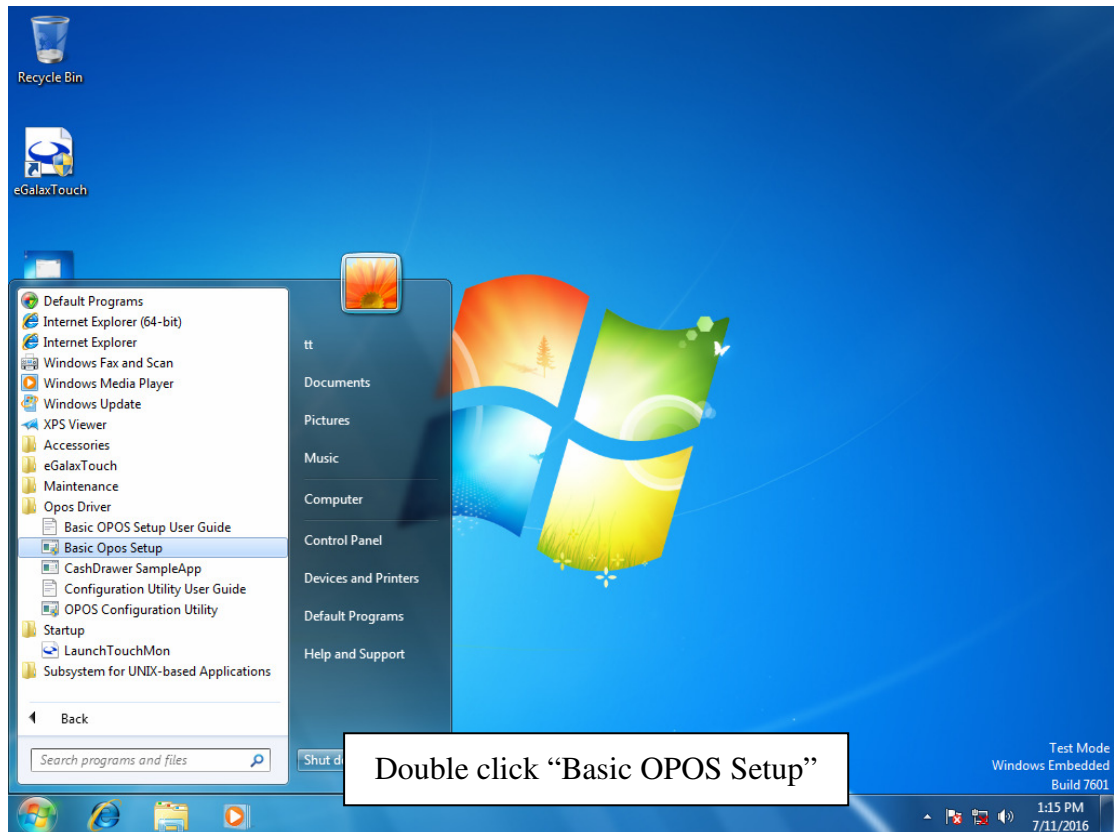 Recycle Bin
eGalaxTouch
Default Programs
Internet Explorer (64-bit)
Internet Explorer
Windows Fax and Scan
Windows Media Player
Windows Update
XPS Viewer
Accessories
eGalaxTouch
Maintenance
Opos Driver
Basic OPOS Setup User Guide
Basic Opos Setup
CashDrawer SampleApp
Configuration Utility User Guide
OPOS Configuration Utility
Startup
LaunchTouchMon
Subsystem for UNIX-based Applications
Back
Search programs and files
tt
Documents
Pictures
Music
Computer
Control Panel
Devices and Printers
Default Programs
Help and Support
Shut d
Double click “Basic OPOS Setup”
Test Mode
Windows Embedded
Build 7601
1:15 PM
7/11/2016